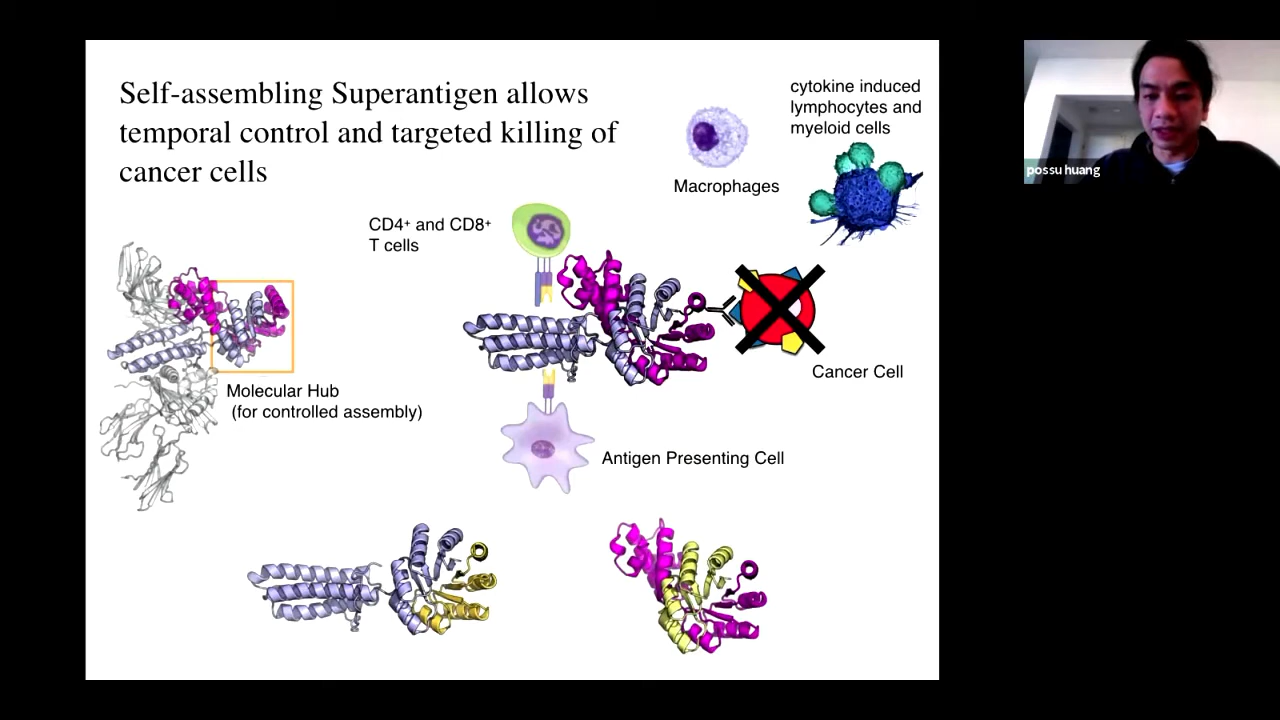 Self-assembling Superantigen allows
temporal control and targeted killing of
cancer cells
cytokine induced
lymphocytes and
myeloid cells
Macrophages
possu huang
CD4⁺ and CD8⁺
T cells
Molecular Hub
(for controlled assembly)
Cancer Cell
Antigen Presenting Cell